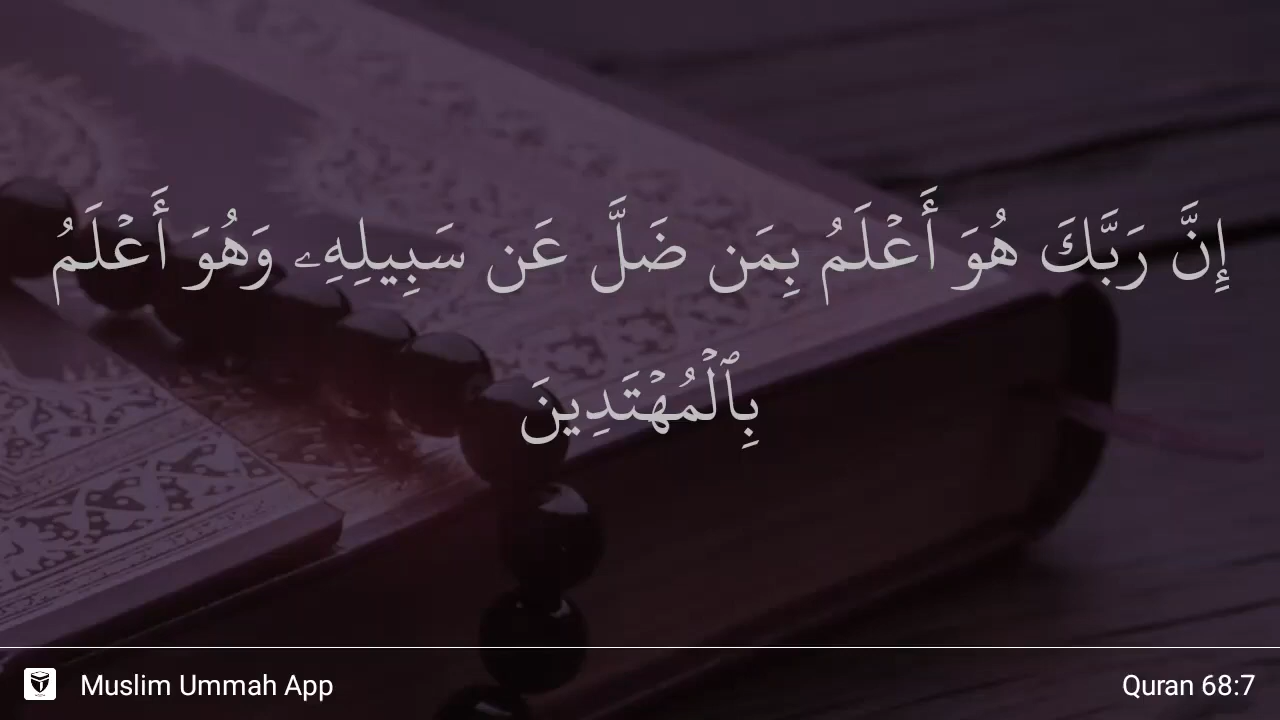 إِنَّ رَبَّكَ هُوَ أَعۡلَمُ بِمَن ضَلَّ عَن سَبِيلِهِۦ وَهُوَ أَعۡلَمُ
بِٱلۡمُهۡتَدِينَ
Muslim Ummah App
Quran 68:7